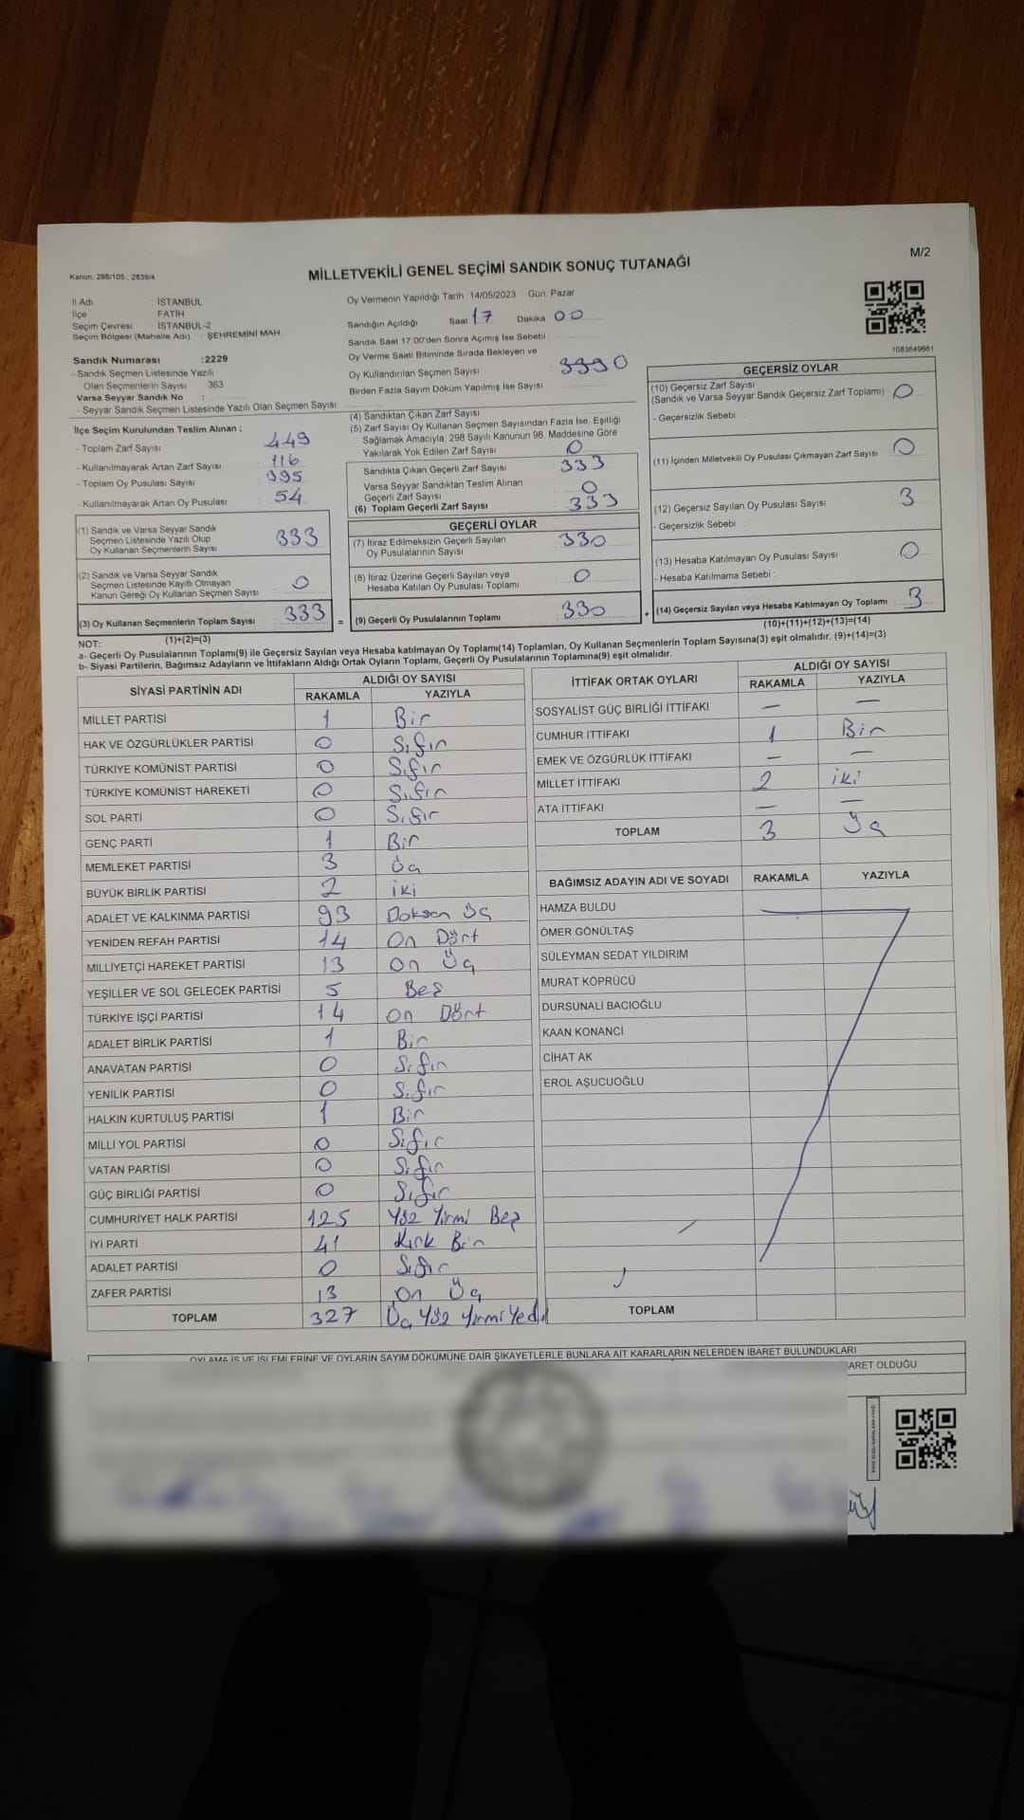 M/2
Kanun: 298/105 ; 2839/4
MİLLETVEKİLİ GENEL SEÇİMİ SANDIK SONUÇ TUTANAĞI
İl Adı İSTANBUL
İlçe FATİH
Seçim Çevresi İSTANBUL-2
Seçim Bölgesi (Mahalle Adı) : ŞEHREMİNİ MAH
Oy Vermenin Yapıldığı Tarih :14/05/2023 Gün: Pazar
Sandığın Açıldığı Saat 17 Dakika 00
Sandık Saat 17:00'den Sonra Açılmış İse Sebebi
Oy Verme Saati Bitiminde Sırada Bekleyen ve
Oy Kullandırılan Seçmen Sayısı
Birden Fazla Sayım Döküm Yapılmış İse Sayısı
Sandık Numarası :2229
- Sandık Seçmen Listesinde Yazılı
Olan Seçmenlerin Sayısı 363
Varsa Seyyar Sandık No :
- Seyyar Sandık Seçmen Listesinde Yazılı Olan Seçmen Sayısı
İlçe Seçim Kurulundan Teslim Alınan :
- Toplam Zarf Sayısı 449
- Kullanılmayarak Artan Zarf Sayısı 116
- Toplam Oy Pusulası Sayısı
- Kullanılmayarak Artan Oy Pusulası 54
(1) Sandık ve Varsa Seyyar Sandık
Seçmen Listesinde Yazılı Olup
Oy Kullanan Seçmenlerin Sayısı 333
(2) Sandık ve Varsa Seyyar Sandık
Seçmen Listesinde Kayıtlı Olmayan
Kanun Gereği Oy Kullanan Seçmen Sayısı 0
(3) Oy Kullanan Seçmenlerin Toplam Sayısı 333
(1)+(2)=(3)
(4) Sandıktan Çıkan Zarf Sayısı
(5) Zarf Sayısı Oy Kullanan Seçmen Sayısından Fazla İse, Eşitliği
Sağlamak Amacıyla, 298 Sayılı Kanunun 98. Maddesine Göre
Yakılarak Yok Edilen Zarf Sayısı 0
Sandıkta Çıkan Geçerli Zarf Sayısı 333
Varsa Seyyar Sandıktan Teslim Alınan
Geçerli Zarf Sayısı 0
(6) Toplam Geçerli Zarf Sayısı 333
GEÇERLİ OYLAR
(7) İtiraz Edilmeksizin Geçerli Sayılan
Oy Pusulalarının Sayısı 330
(8) İtiraz Üzerine Geçerli Sayılan veya
Hesaba Katılan Oy Pusulası Toplamı 0
= (9) Geçerli Oy Pusulalarının Toplamı 330
GEÇERSİZ OYLAR
(10) Geçersiz Zarf Sayısı
(Sandık ve Varsa Seyyar Sandık Geçersiz Zarf Toplamı) 0
- Geçersizlik Sebebi
(11) İçinden Milletvekili Oy Pusulası Çıkmayan Zarf Sayısı 0
(12) Geçersiz Sayılan Oy Pusulası Sayısı 3
- Geçersizlik Sebebi
(13) Hesaba Katılmayan Oy Pusulası Sayısı 0
- Hesaba Katılmama Sebebi
+ (14) Geçersiz Sayılan veya Hesaba Katılmayan Oy Toplamı 3
(10)+(11)+(12)+(13)=(14)
NOT:
a- Geçerli Oy Pusulalarının Toplamı(9) ile Geçersiz Sayılan veya Hesaba katılmayan Oy Toplamı(14) Toplamları, Oy Kullanan Seçmenlerin Toplam Sayısına(3) eşit olmalıdır. (9)+(14)=(3)
b- Siyasi Partilerin, Bağımsız Adayların ve İttifakların Aldığı Ortak Oyların Toplamı, Geçerli Oy Pusulalarının Toplamına(9) eşit olmalıdır.
SİYASİ PARTİNİN ADI ALDIĞI OY SAYISI
RAKAMLA YAZIYLA
MİLLET PARTİSİ 1 Bir
HAK VE ÖZGÜRLÜKLER PARTİSİ 0 Sıfır
TÜRKİYE KOMÜNİST PARTİSİ 0 Sıfır
TÜRKİYE KOMÜNİST HAREKETİ 0 Sıfır
SOL PARTİ 0 Sıfır
GENÇ PARTİ 1 Bir
MEMLEKET PARTİSİ 3 Üç
BÜYÜK BİRLİK PARTİSİ 2 iki
ADALET VE KALKINMA PARTİSİ 93 Doksan Üç
YENİDEN REFAH PARTİSİ 14 On Dört
MİLLİYETÇİ HAREKET PARTİSİ 13 On Üç
YEŞİLLER VE SOL GELECEK PARTİSİ 5 Beş
TÜRKİYE İŞÇİ PARTİSİ 14 On Dört
ADALET BİRLİK PARTİSİ 1 Bir
ANAVATAN PARTİSİ 0 Sıfır
YENİLİK PARTİSİ 0 Sıfır
HALKIN KURTULUŞ PARTİSİ 1 Bir
MİLLİ YOL PARTİSİ 0 Sıfır
VATAN PARTİSİ 0 Sıfır
GÜÇ BİRLİĞİ PARTİSİ 0 Sıfır
CUMHURİYET HALK PARTİSİ 125 Yüz Yirmi Beş
İYİ PARTİ 41 Kırk Bir
ADALET PARTİSİ 0 Sıfır
ZAFER PARTİSİ 13 On Üç
TOPLAM 327 Üç Yüz Yirmi Yedi
İTTİFAK ORTAK OYLARI ALDIĞI OY SAYISI
RAKAMLA YAZIYLA
SOSYALİST GÜÇ BİRLİĞİ İTTİFAKI — —
CUMHUR İTTİFAKI 1 Bir
EMEK VE ÖZGÜRLÜK İTTİFAKI — —
MİLLET İTTİFAKI 2 iki
ATA İTTİFAKI — —
TOPLAM 3 Üç
BAĞIMSIZ ADAYIN ADI VE SOYADI RAKAMLA YAZIYLA
HAMZA BULDU
ÖMER GÖNÜLTAŞ
SÜLEYMAN SEDAT YILDIRIM
MURAT KÖPRÜCÜ
DURSUNALİ BACIOĞLU
KAAN KONANCİ
CİHAT AK
EROL AŞUCUOĞLU
TOPLAM
OYLAMA İŞ VE İŞLEMLERİNE VE OYLARIN SAYIM DÖKÜMÜNE DAİR ŞİKAYETLERLE BUNLARA AİT KARARLARIN NELERDEN İBARET BULUNDUKLARI
ARET OLDUĞU